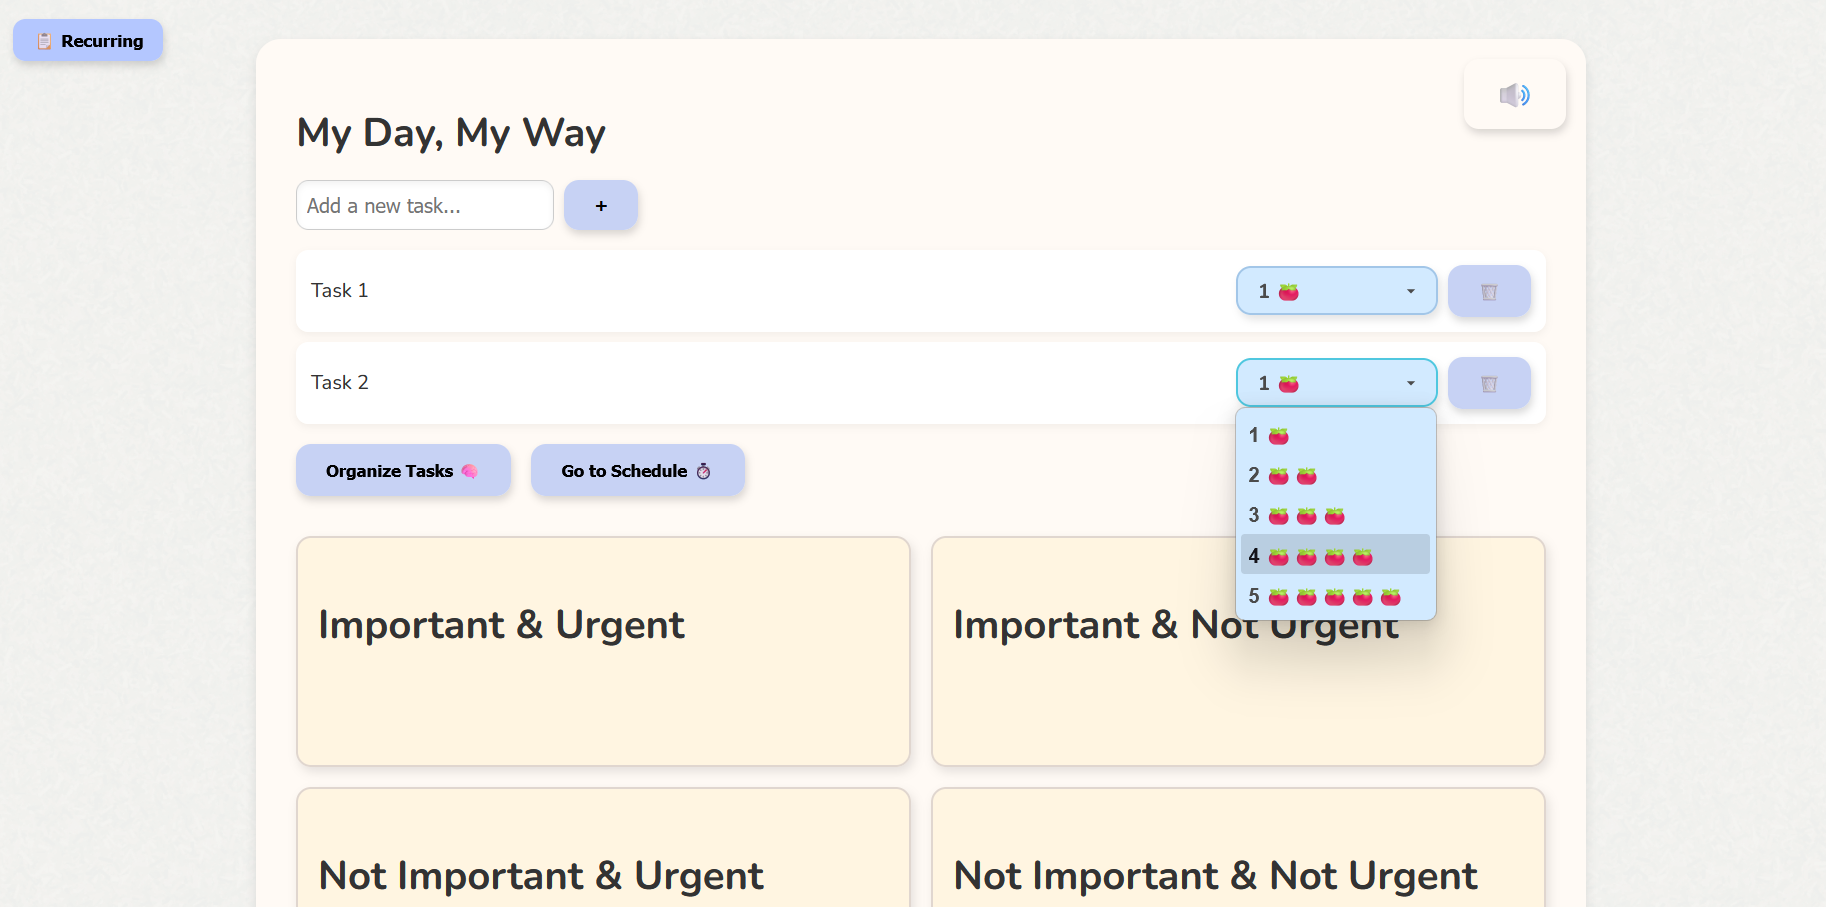 📋 Recurring
My Day, My Way
Add a new task...
+
Task 1
1 🍅
Task 2
1 🍅
1 🍅
2 🍅 🍅
3 🍅 🍅 🍅
4 🍅 🍅 🍅 🍅
5 🍅 🍅 🍅 🍅 🍅
Organize Tasks 🧠
Go to Schedule ⏱️
Important & Urgent
Important & Not Urgent
Not Important & Urgent
Not Important & Not Urgent